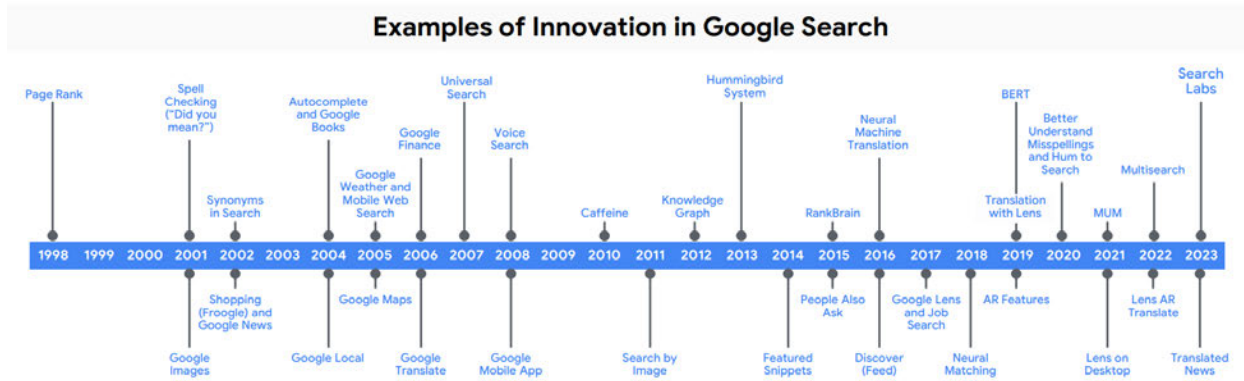 Examples of Innovation in Google Search
Page Rank
Spell
Checking
("Did you
mean?")
Synonyms
in Search
Autocomplete
and Google
Books
Google
Weather and
Mobile Web
Search
Google
Finance
Universal
Search
Voice
Search
Caffeine
Knowledge
Graph
Hummingbird
System
RankBrain
Neural
Machine
Translation
BERT
Translation
with Lens
Better
Understand
Misspellings
and Hum to
Search
MUM
Multisearch
Search
Labs
1998 1999 2000 2001 2002 2003 2004 2005 2006 2007 2008 2009 2010 2011 2012 2013 2014 2015 2016 2017 2018 2019 2020 2021 2022 2023
Google
Images
Shopping
(Froogle) and
Google News
Google Local
Google Maps
Google
Translate
Google
Mobile App
Search by
Image
Featured
Snippets
People Also
Ask
Discover
(Feed)
Google Lens
and Job
Search
Neural
Matching
AR Features
Lens on
Desktop
Lens AR
Translate
Translated
News